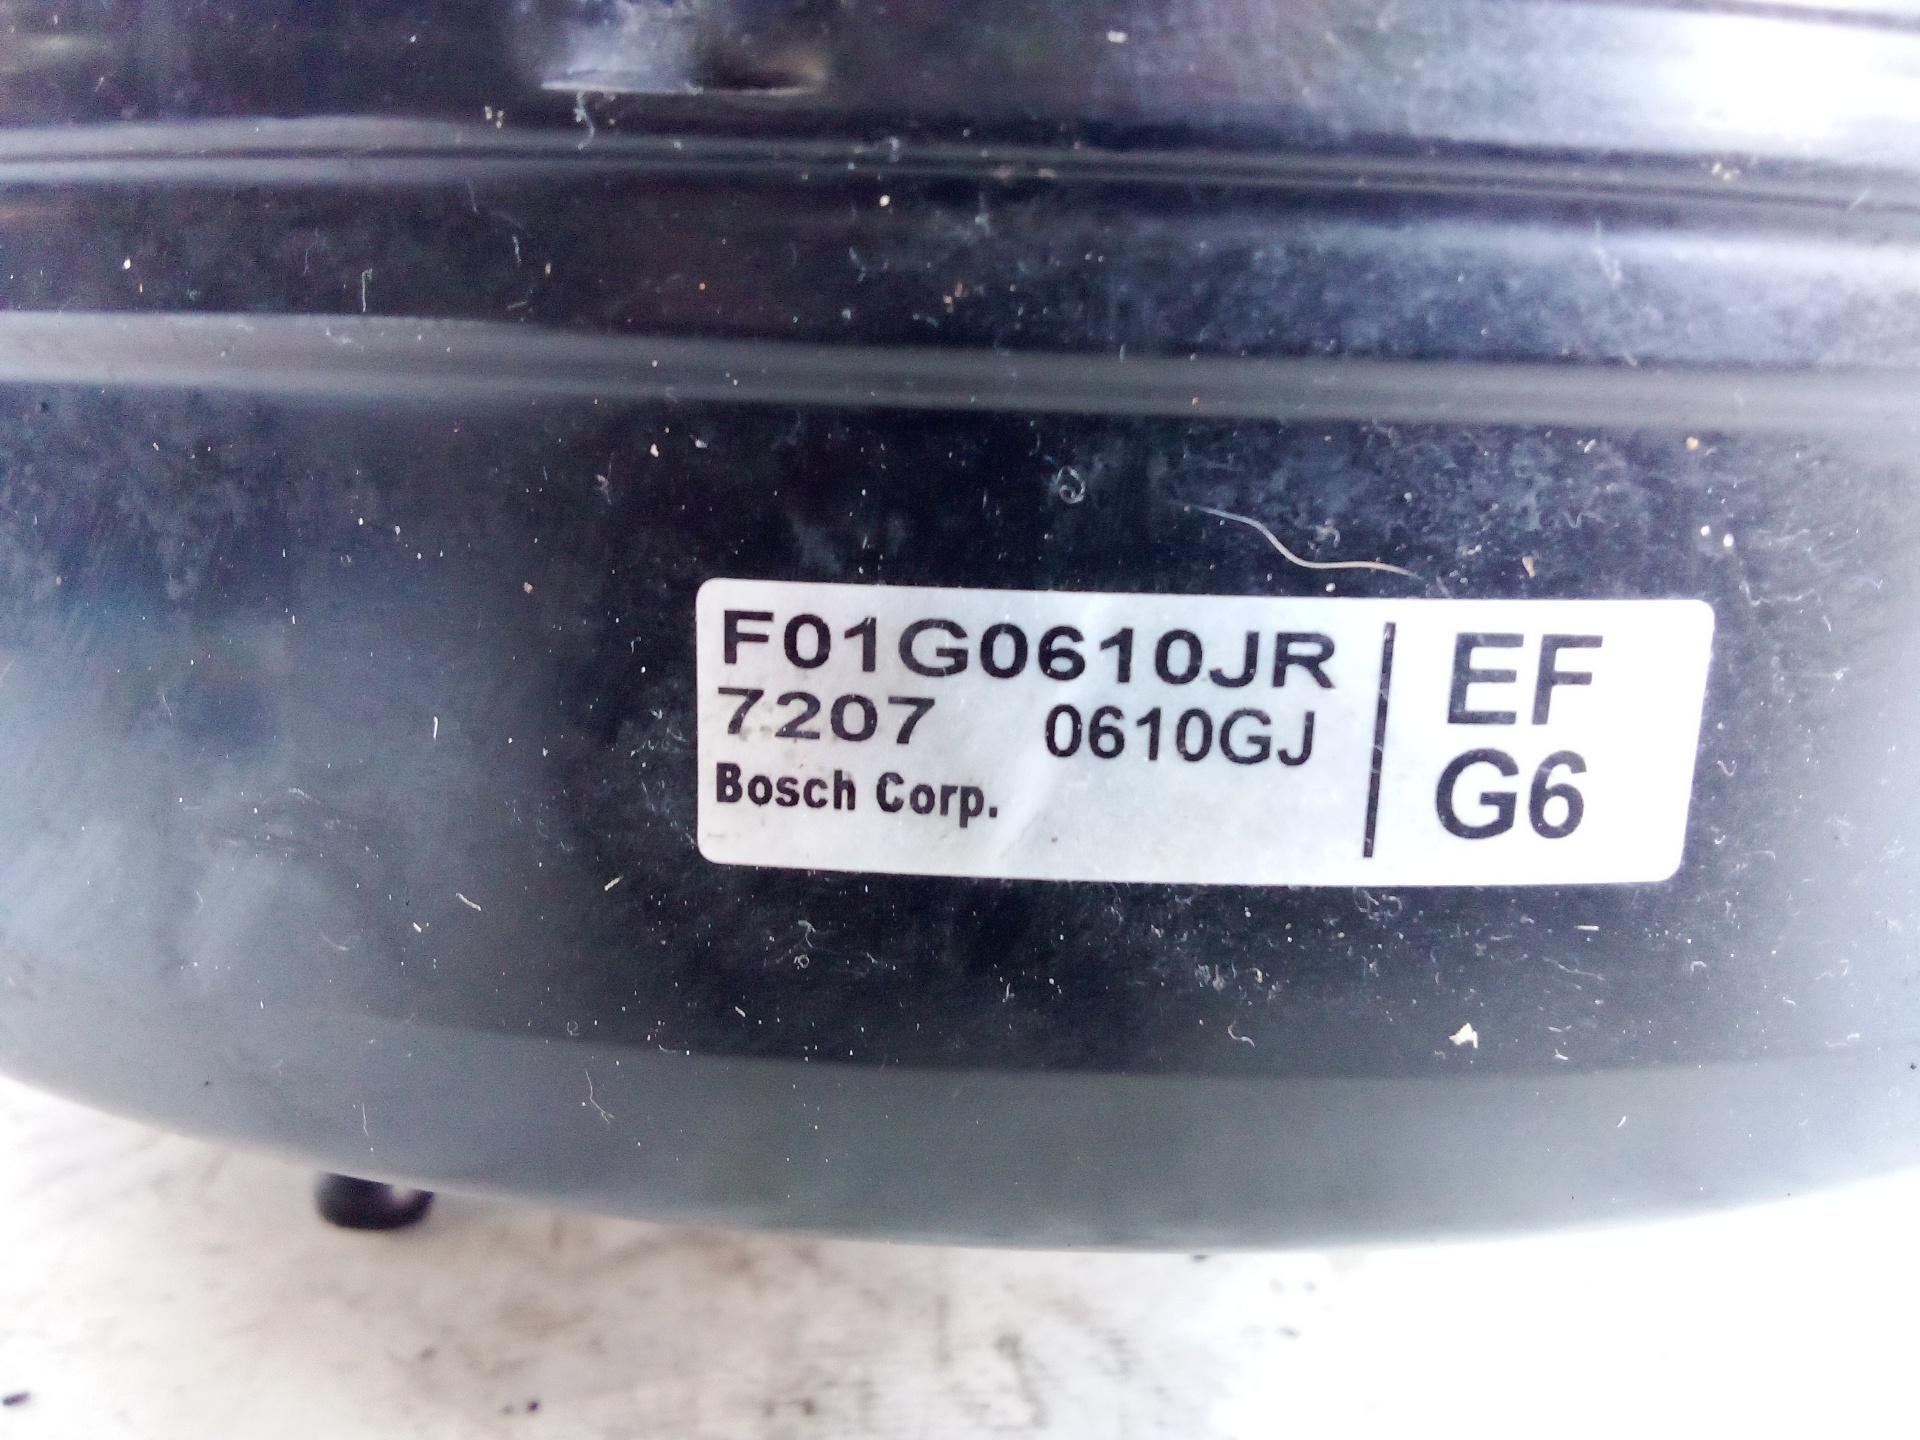 F01G0610JR
7207 0610GJ
Bosch Corp.
EF
G6